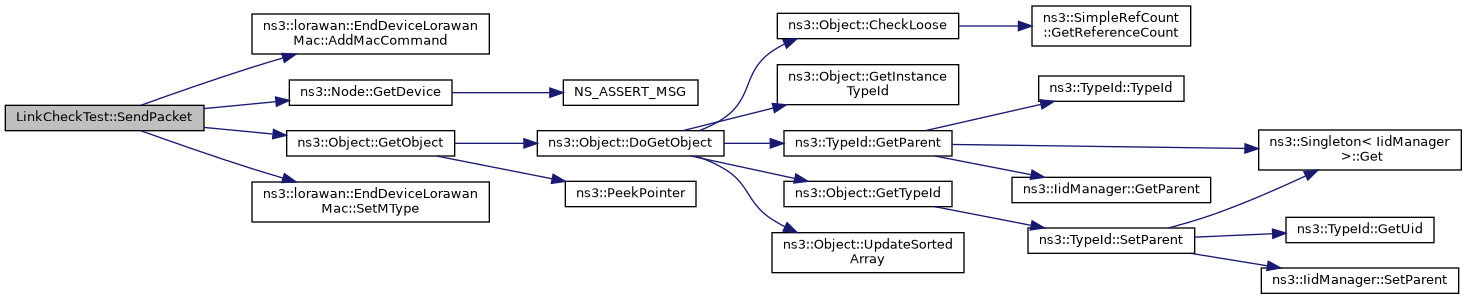 LinkCheckTest::SendPacket
ns3::lorawan::EndDeviceLorawan
Mac::AddMacCommand
ns3::Node::GetDevice
NS_ASSERT_MSG
ns3::Object::GetObject
ns3::PeekPointer
ns3::lorawan::EndDeviceLorawan
Mac::SetMType
ns3::Object::DoGetObject
ns3::Object::CheckLoose
ns3::SimpleRefCount
::GetReferenceCount
ns3::Object::GetInstance
TypeId
ns3::TypeId::GetParent
ns3::TypeId::TypeId
ns3::Singleton< IidManager
>::Get
ns3::IidManager::GetParent
ns3::Object::GetTypeId
ns3::TypeId::SetParent
ns3::TypeId::GetUid
ns3::IidManager::SetParent
ns3::Object::UpdateSorted
Array